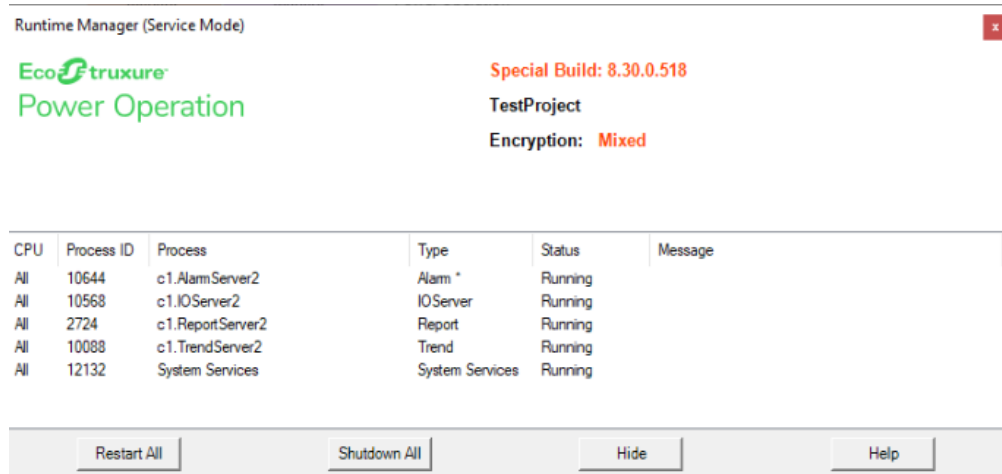 Runtime Manager (Service Mode)
x
EcoStruxure™
Power Operation
Special Build: 8.30.0.518
TestProject
Encryption: Mixed
CPU Process ID Process Type Status Message
All 10644 c1.AlarmServer2 Alarm * Running
All 10568 c1.IOServer2 IOServer Running
All 2724 c1.ReportServer2 Report Running
All 10088 c1.TrendServer2 Trend Running
All 12132 System Services System Services Running
Restart All Shutdown All Hide Help